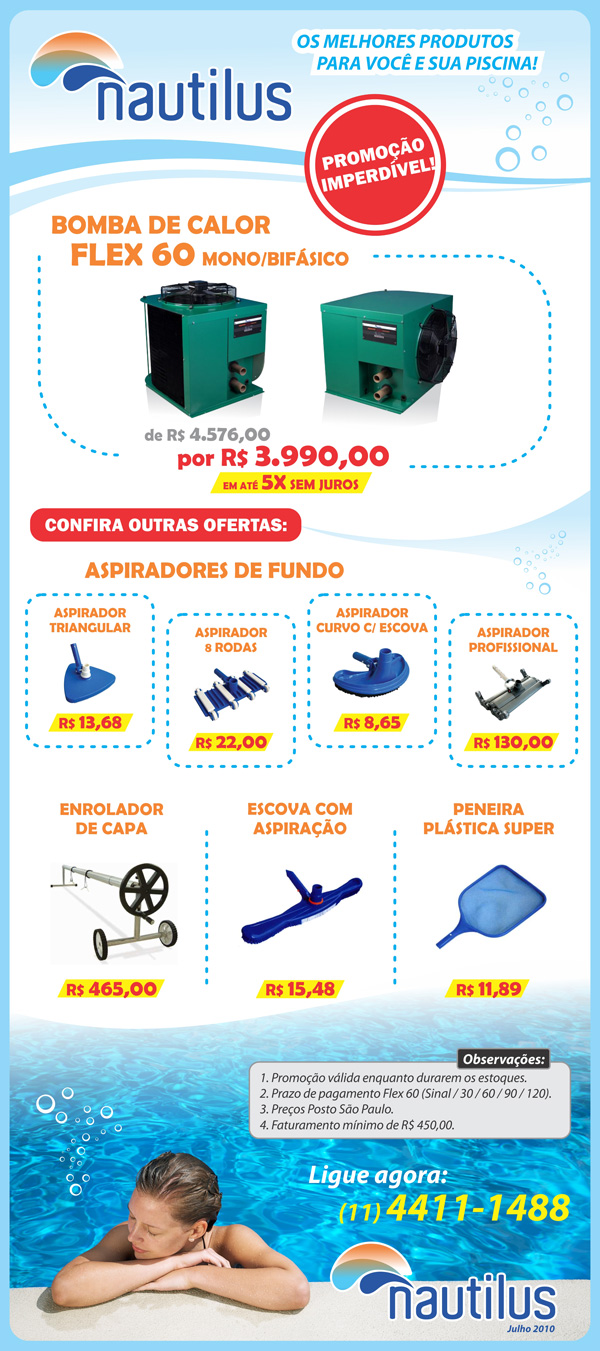 nautilus
OS MELHORES PRODUTOS
PARA VOCÊ E SUA PISCINA!
PROMOÇÃO
IMPERDÍVEL!
BOMBA DE CALOR
FLEX 60 MONO/BIFÁSICO
de R$ 4.576,00
por R$ 3.990,00
EM ATÉ 5X SEM JUROS
CONFIRA OUTRAS OFERTAS:
ASPIRADORES DE FUNDO
ASPIRADOR
TRIANGULAR
R$ 13,68
ASPIRADOR
8 RODAS
R$ 22,00
ASPIRADOR
CURVO C/ ESCOVA
R$ 8,65
ASPIRADOR
PROFISSIONAL
R$ 130,00
ENROLADOR
DE CAPA
R$ 465,00
ESCOVA COM
ASPIRAÇÃO
R$ 15,48
PENEIRA
PLÁSTICA SUPER
R$ 11,89
Observações:
1. Promoção válida enquanto durarem os estoques.
2. Prazo de pagamento Flex 60 (Sinal / 30 / 60 / 90 / 120).
3. Preços Posto São Paulo.
4. Faturamento mínimo de R$ 450,00.
Ligue agora:
(11) 4411-1488
nautilus
Julho 2010